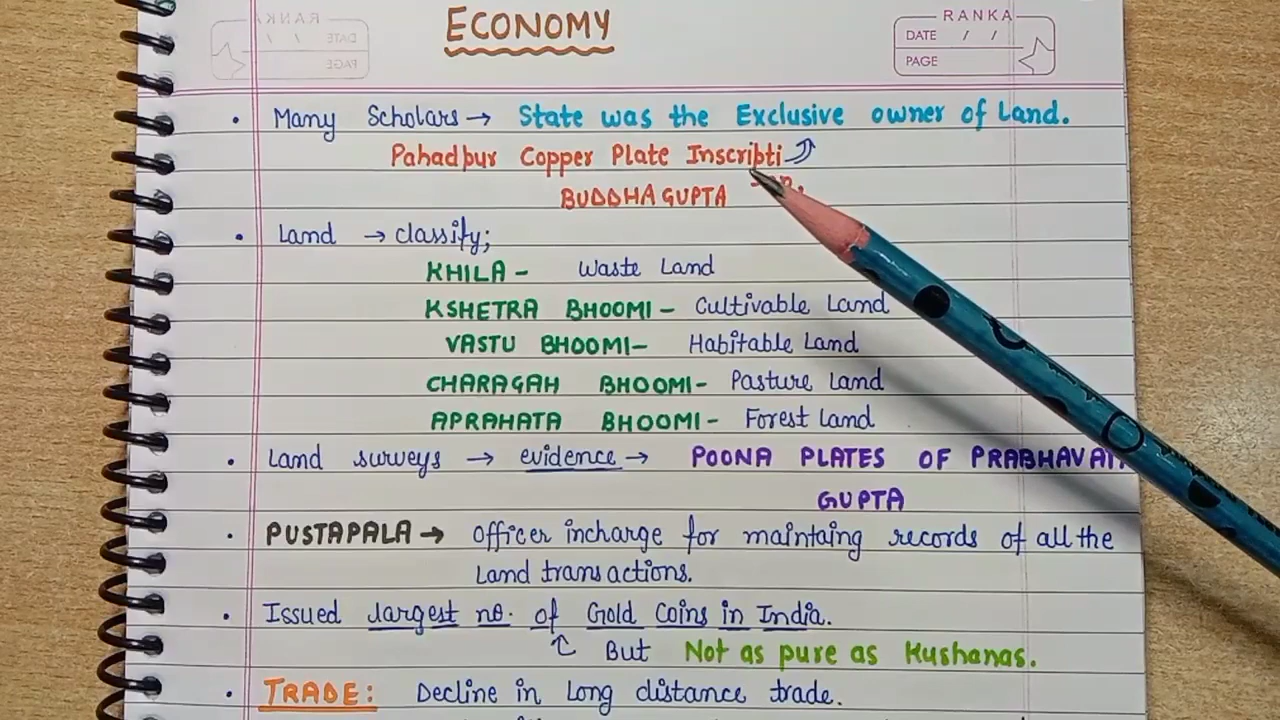 ECONOMY
RANKA
DATE / /
PAGE
• Many Scholars → State was the Exclusive owner of Land.
Pahadpur Copper Plate Inscripti
BUDDHAGUPTA
• Land → classify;
KHILA - Waste Land
KSHETRA BHOOMI - Cultivable Land
VASTU BHOOMI - Habitable Land
CHARAGAH BHOOMI - Pasture Land
APRAHATA BHOOMI - Forest Land
• Land surveys → evidence → POONA PLATES OF PRABHAVATI
GUPTA
• PUSTAPALA → Officer incharge for maintaing records of all the
Land transactions.
• Issued largest no. of Gold Coins in India.
But Not as pure as Kushanas.
• TRADE: Decline in Long distance trade.